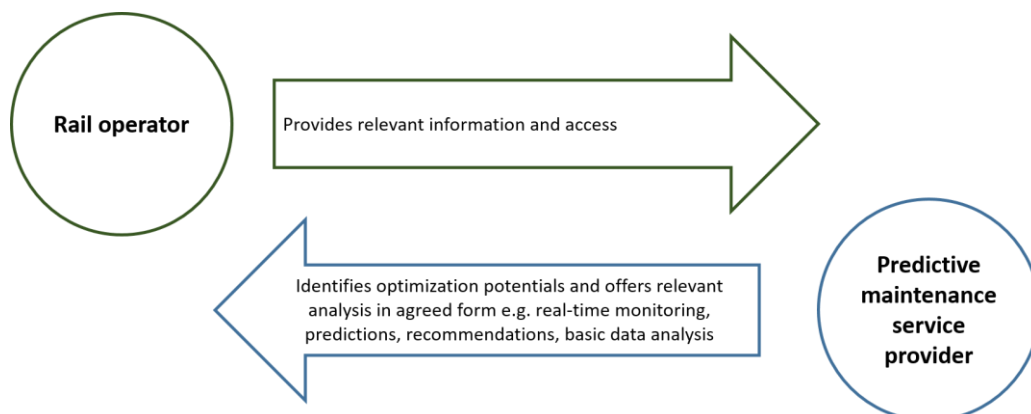 Rail operator
Provides relevant information and access
Identifies optimization potentials and offers relevant
analysis in agreed form e.g. real-time monitoring,
predictions, recommendations, basic data analysis
Predictive
maintenance
service
provider